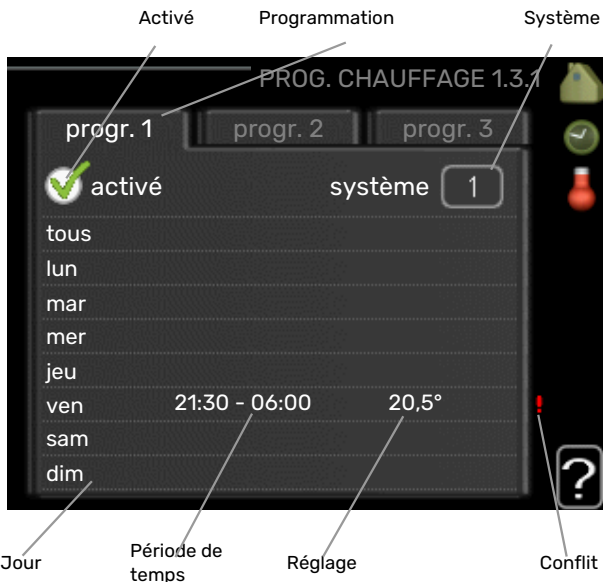 Activé Programmation Système
PROG. CHAUFFAGE 1.3.1
progr. 1 progr. 2 progr. 3
activé système 1
tous
lun
mar
mer
jeu
ven 21:30 - 06:00 20,5° !
sam
dim
?
Jour Période de temps Réglage Conflit